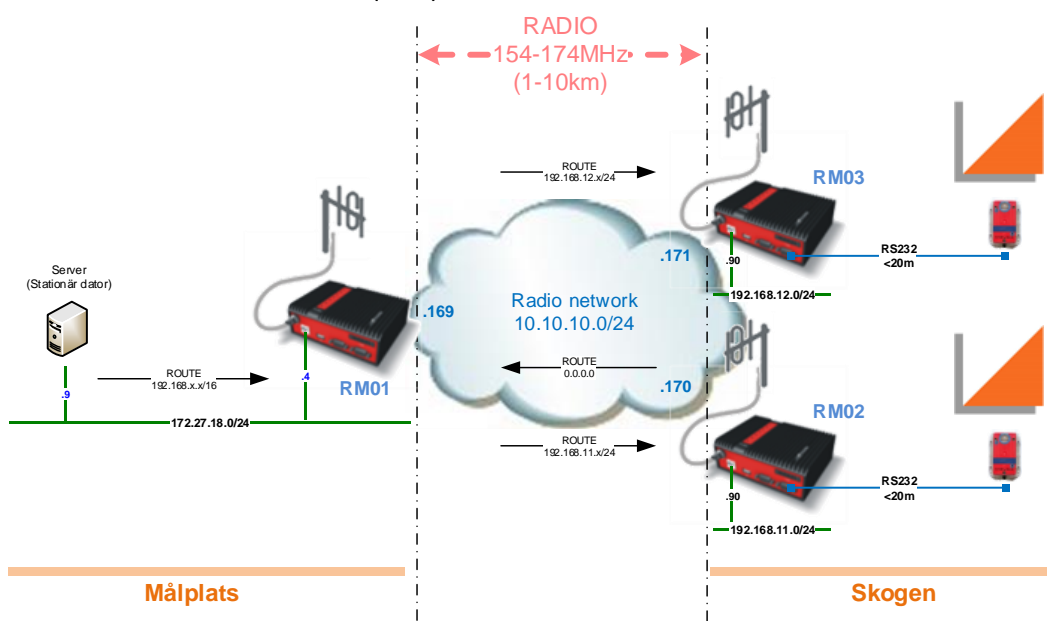 RADIO
154-174MHz
(1-10km)
ROUTE
192.168.12.x/24
RM03
.171
.90
RS232
<20m
192.168.12.0/24
Server
(Stationär dator)
.169
Radio network
10.10.10.0/24
ROUTE
192.168.x.x/16
.9
.4
RM01
ROUTE
0.0.0.0
.170
RM02
172.27.18.0/24
ROUTE
192.168.11.x/24
.90
RS232
<20m
192.168.11.0/24
Målplats
Skogen